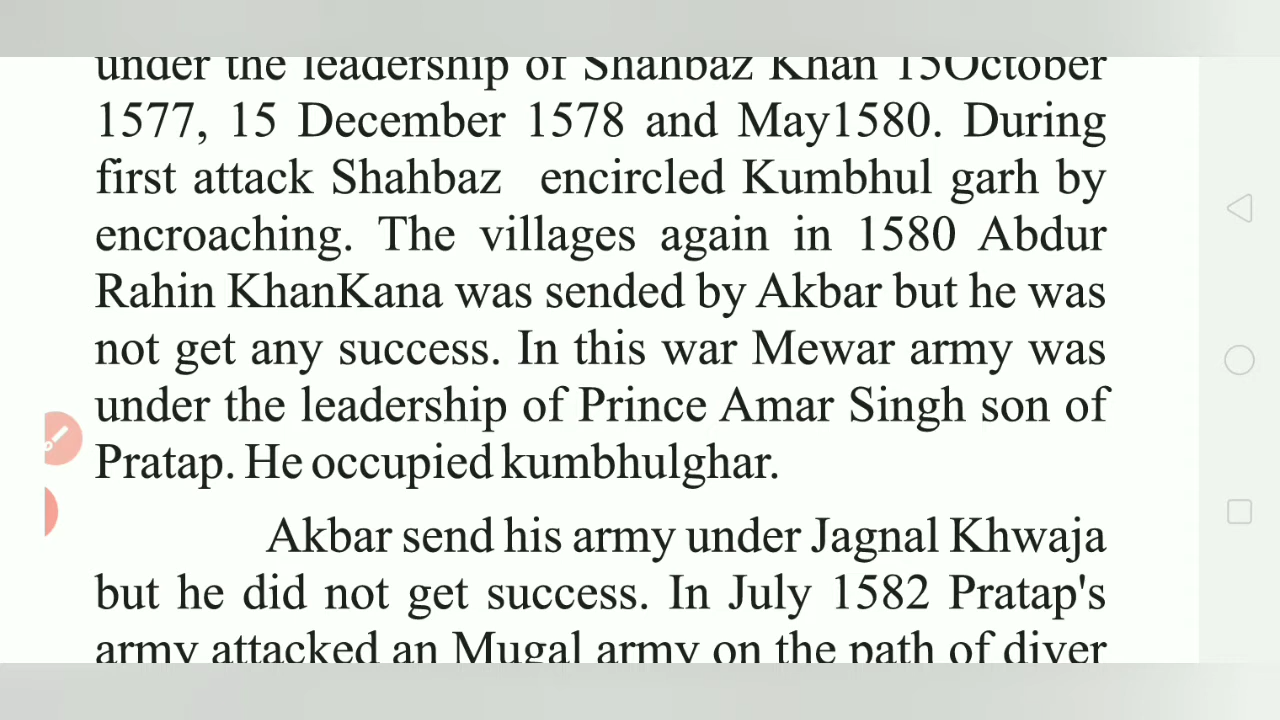 under the leadership of Shahbaz Khan 15October
1577, 15 December 1578 and May1580. During
first attack Shahbaz encircled Kumbhul garh by
encroaching. The villages again in 1580 Abdur
Rahin KhanKana was sended by Akbar but he was
not get any success. In this war Mewar army was
under the leadership of Prince Amar Singh son of
Pratap. He occupied kumbhulghar.
Akbar send his army under Jagnal Khwaja
but he did not get success. In July 1582 Pratap's
army attacked an Mugal army on the path of diver